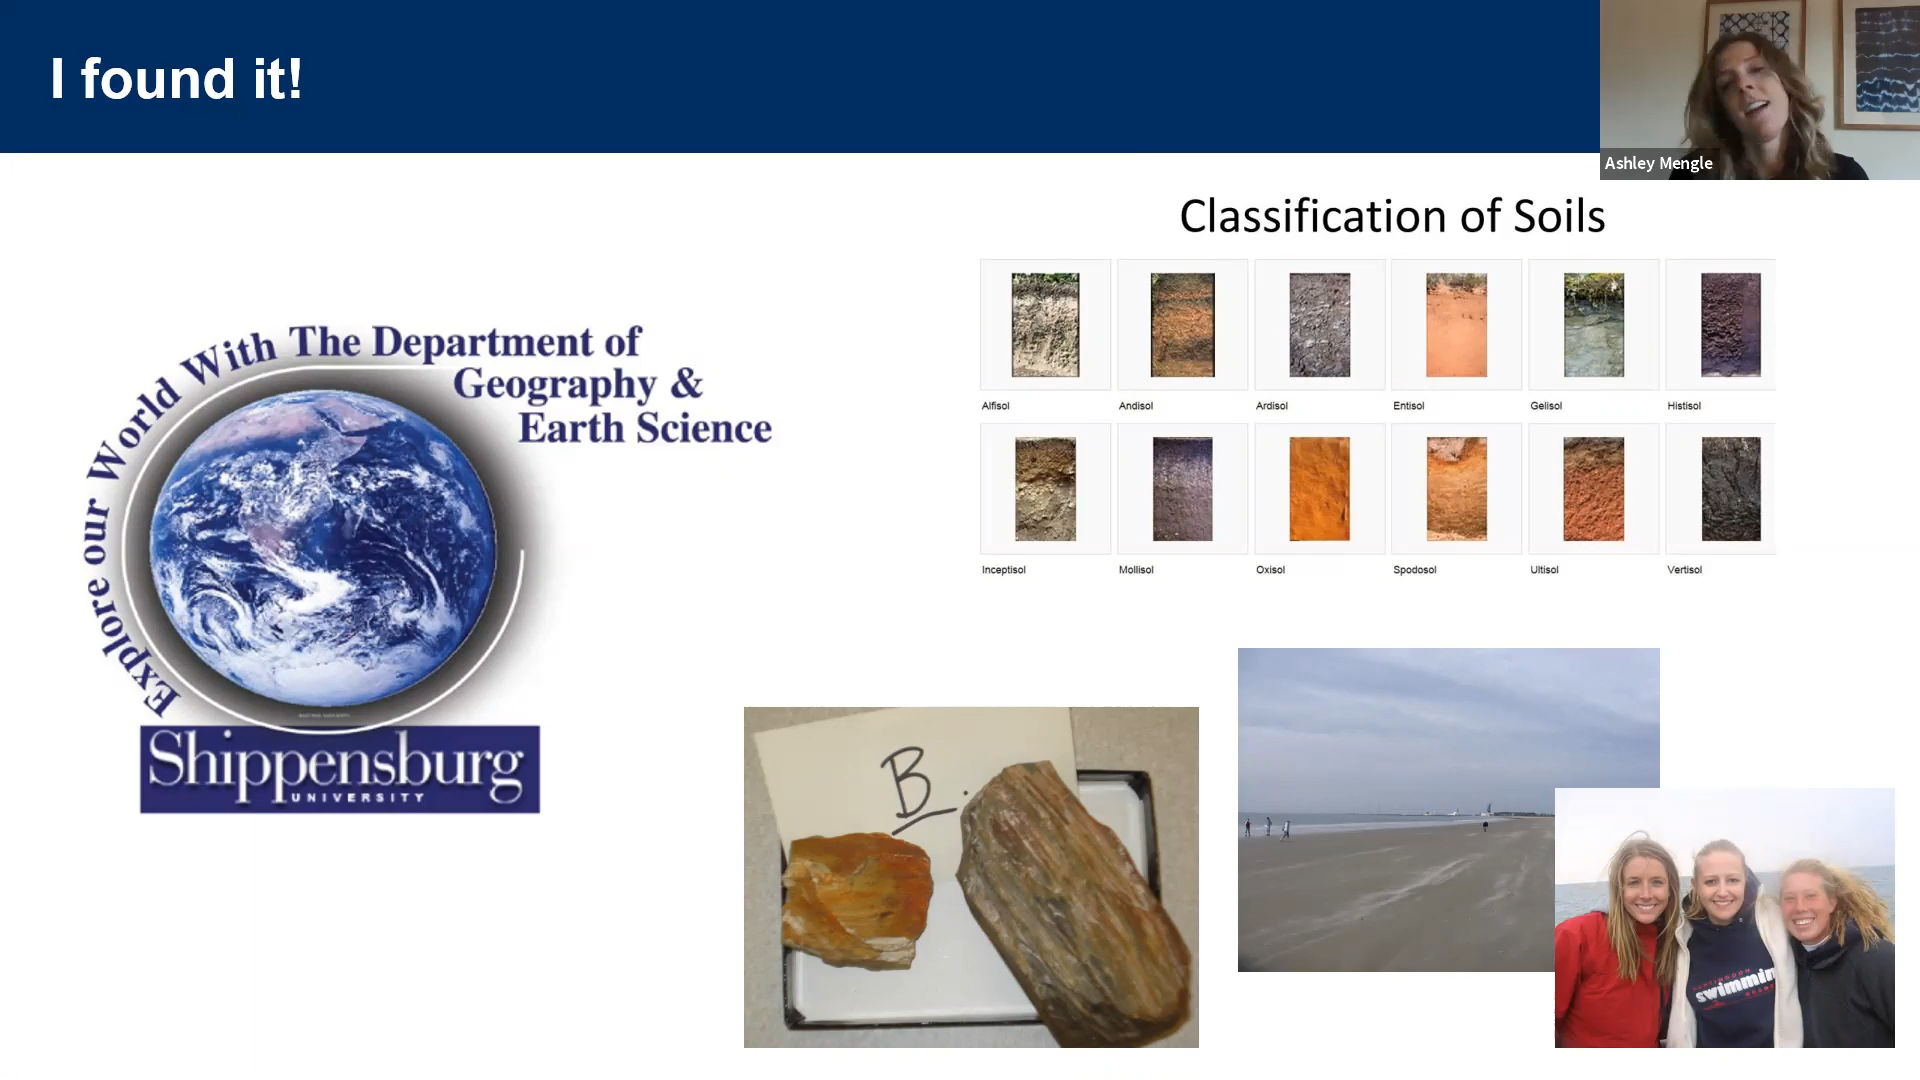 I found it!
Ashley Mengle
Classification of Soils
Alfisol
Andisol
Ardisol
Entisol
Gelisol
Histisol
Inceptisol
Mollisol
Oxisol
Spodosol
Ultisol
Vertisol
Explore our World With The Department of
Geography &
Earth Science
Shippensburg
UNIVERSITY
B.
swimmin